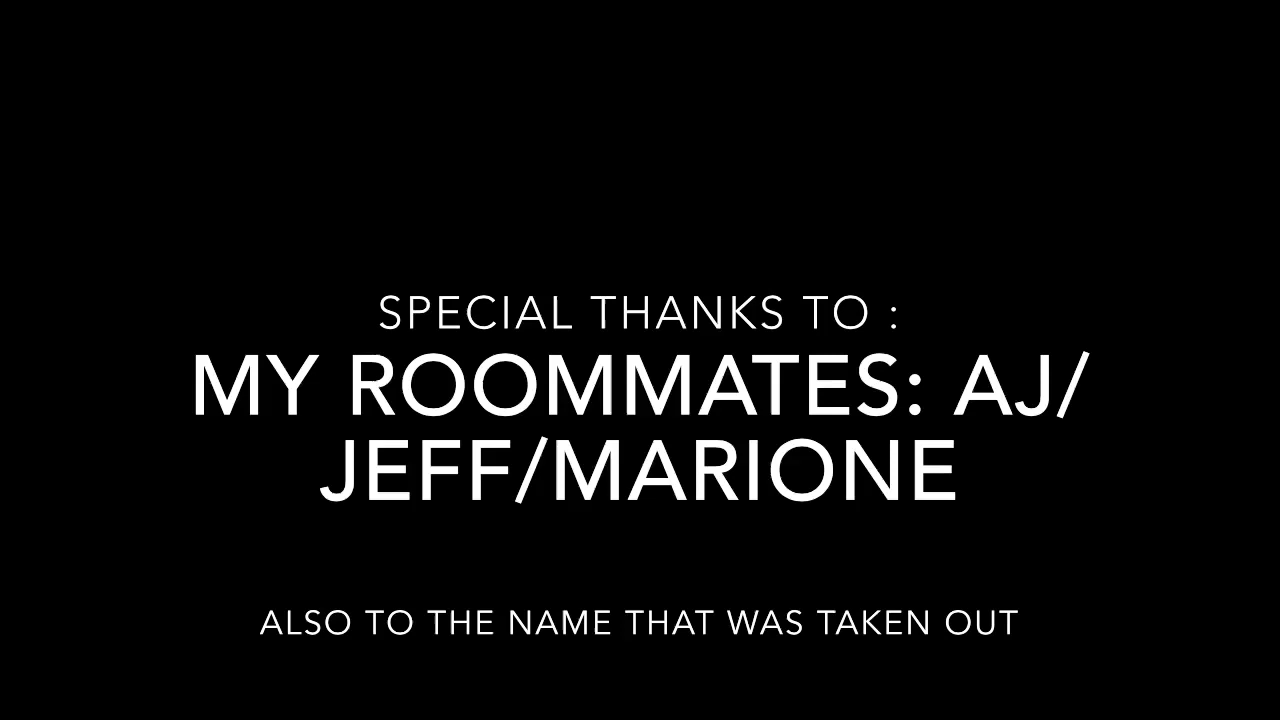 SPECIAL THANKS TO :
MY ROOMMATES: AJ/
JEFF/MARIONE
ALSO TO THE NAME THAT WAS TAKEN OUT